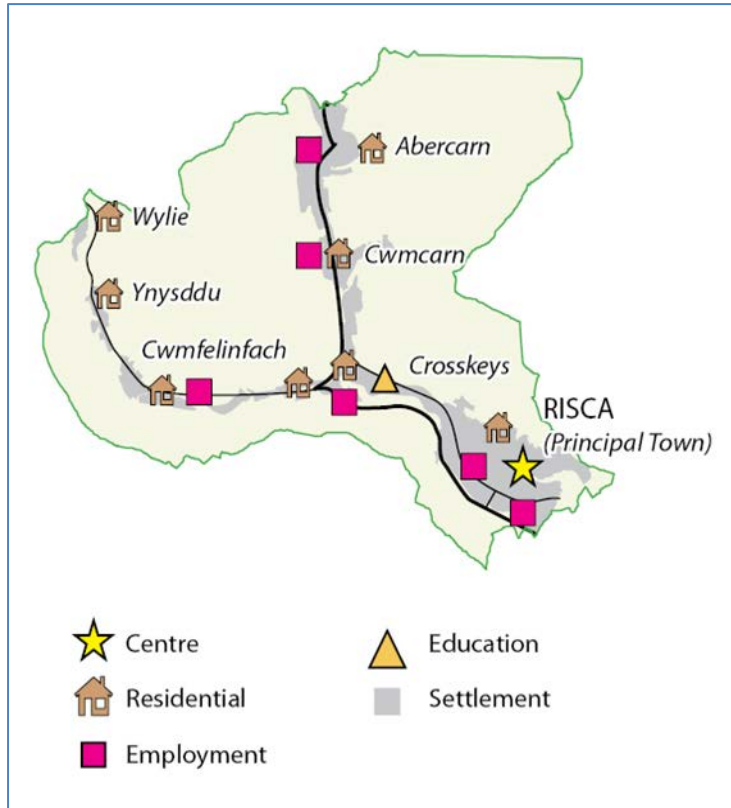 Abercarn
Wylie
Cwmcarn
Ynysddu
Cwmfelinfach
Crosskeys
RISCA
(Principal Town)
Centre
Education
Residential
Settlement
Employment